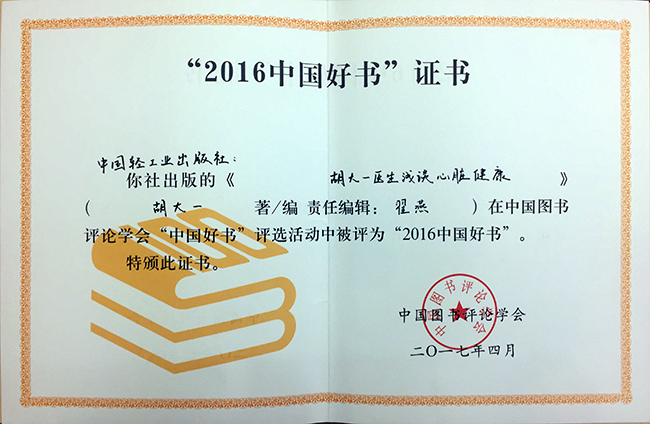 “2016中国好书”证书
中国轻工业出版社：
你社出版的《 胡大一医生浅谈心脏健康 》
（ 胡大一 著/编 责任编辑：翟燕 ）在中国图书
评论学会“中国好书”评选活动中被评为“2016中国好书”。
特颁此证书。
中国图书评论学会
中国图书评论学会
二〇一七年四月